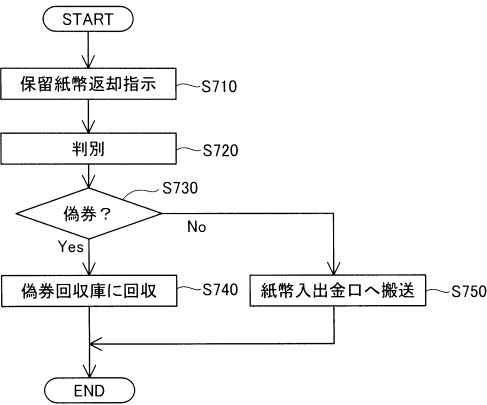 START
保留紙幣返却指示
S710
判別
S720
S730
偽券？
No
Yes
偽券回収庫に回収
S740
紙幣入出金口へ搬送
S750
END